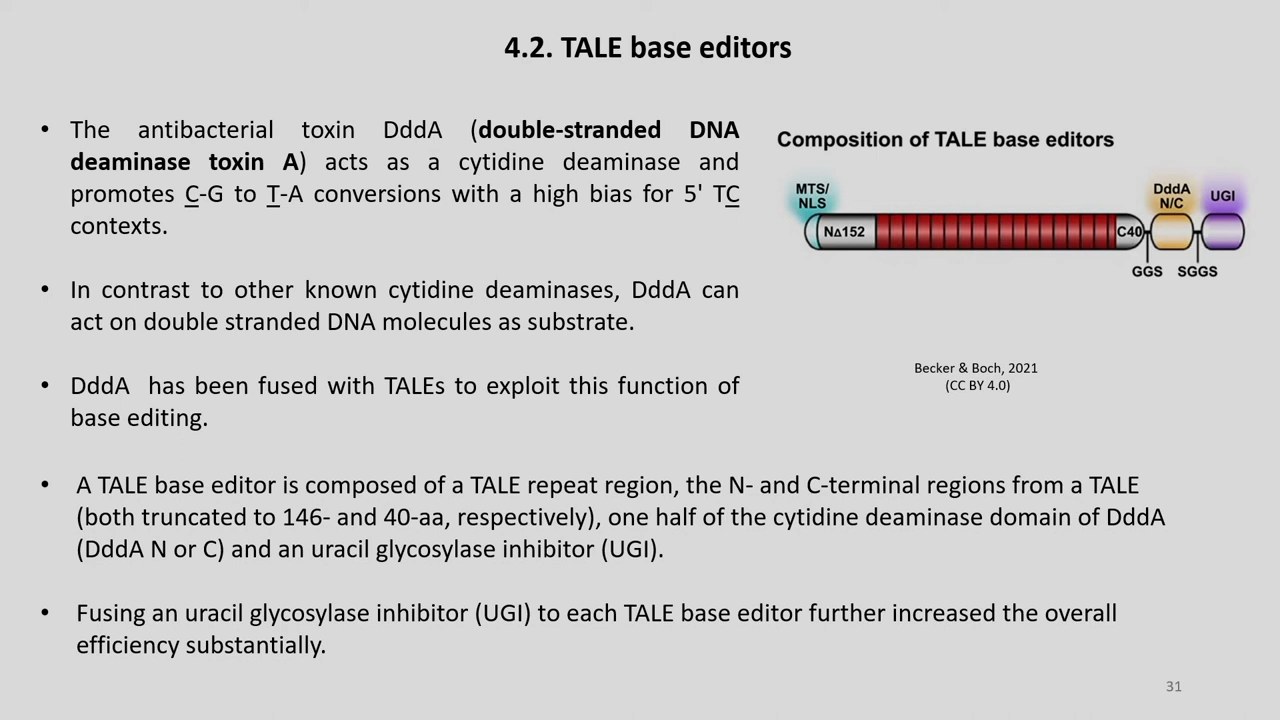 4.2. TALE base editors
• The antibacterial toxin DddA (double-stranded DNA
deaminase toxin A) acts as a cytidine deaminase and
promotes C-G to T-A conversions with a high bias for 5' TC
contexts.
• In contrast to other known cytidine deaminases, DddA can
act on double stranded DNA molecules as substrate.
• DddA has been fused with TALEs to exploit this function of
base editing.
Composition of TALE base editors
MTS/
NLS
DddA
N/C
UGI
NΔ152
C40
GGS SGGS
Becker & Boch, 2021
(CC BY 4.0)
• A TALE base editor is composed of a TALE repeat region, the N- and C-terminal regions from a TALE
(both truncated to 146- and 40-aa, respectively), one half of the cytidine deaminase domain of DddA
(DddA N or C) and an uracil glycosylase inhibitor (UGI).
• Fusing an uracil glycosylase inhibitor (UGI) to each TALE base editor further increased the overall
efficiency substantially.
31